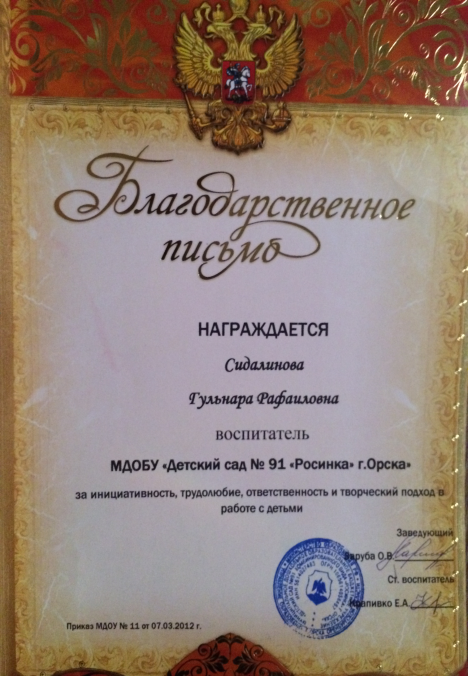 Благодарственное
письмо
НАГРАЖДАЕТСЯ
Сидалинова
Гульнара Рафаиловна
воспитатель
МДОБУ «Детский сад № 91 «Росинка» г.Орска»
за инициативность, трудолюбие, ответственность и творческий подход в
работе с детьми
Заведующий
Заруба О.В.
Ст. воспитатель
Крапивко Е.А.
Приказ МДОУ № 11 от 07.03.2012 г.